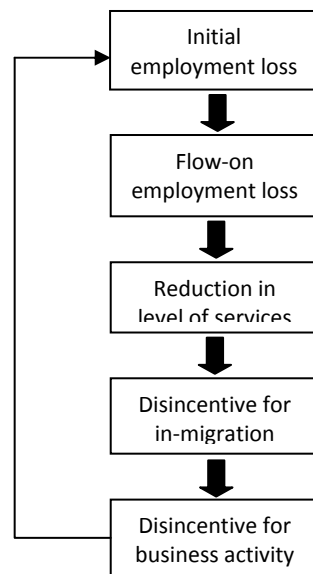 Initial
employment loss
Flow-on
employment loss
Reduction in
level of services
Disincentive for
in-migration
Disincentive for
business activity